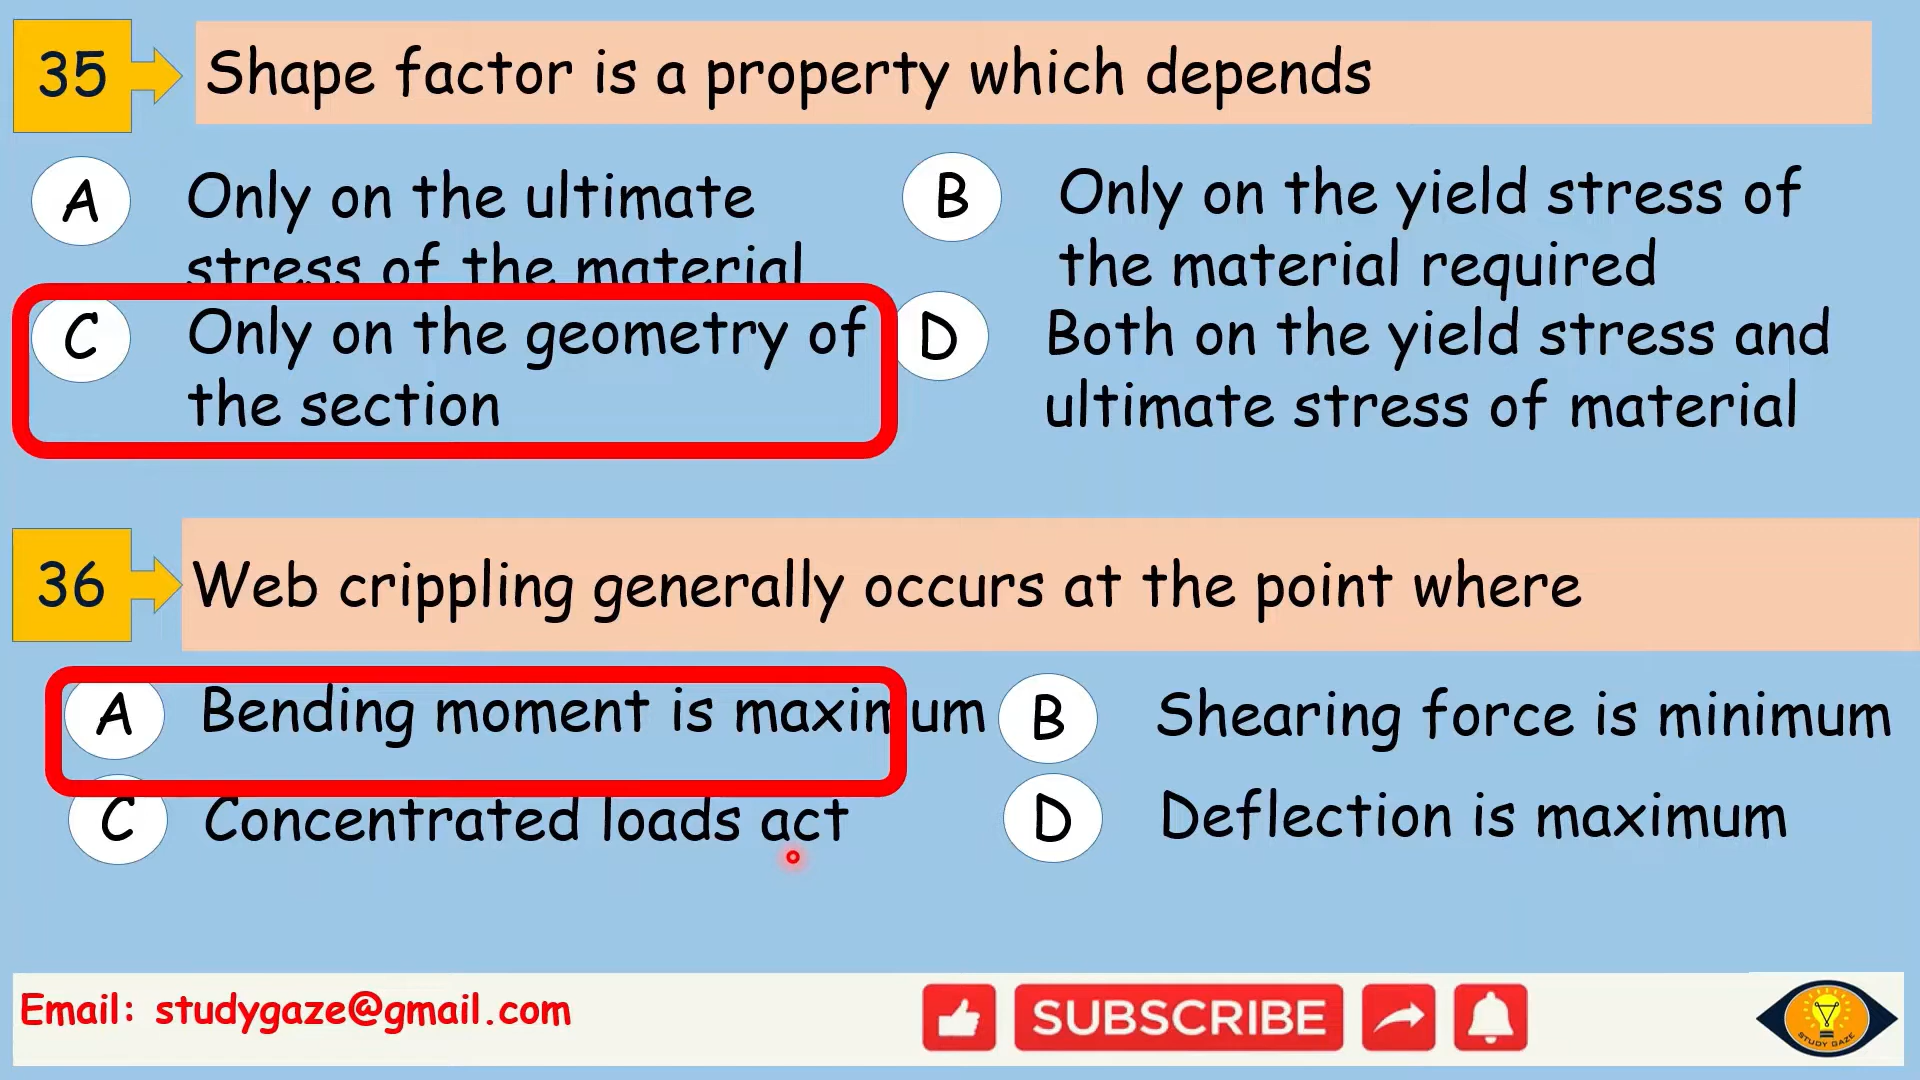 35
Shape factor is a property which depends
A
Only on the ultimate
stress of the material
B
Only on the yield stress of
the material required
C
Only on the geometry of
the section
D
Both on the yield stress and
ultimate stress of material
36
Web crippling generally occurs at the point where
A
Bending moment is maximum
B
Shearing force is minimum
C
Concentrated loads act
D
Deflection is maximum
Email: studygaze@gmail.com
SUBSCRIBE
STUDY GAZE